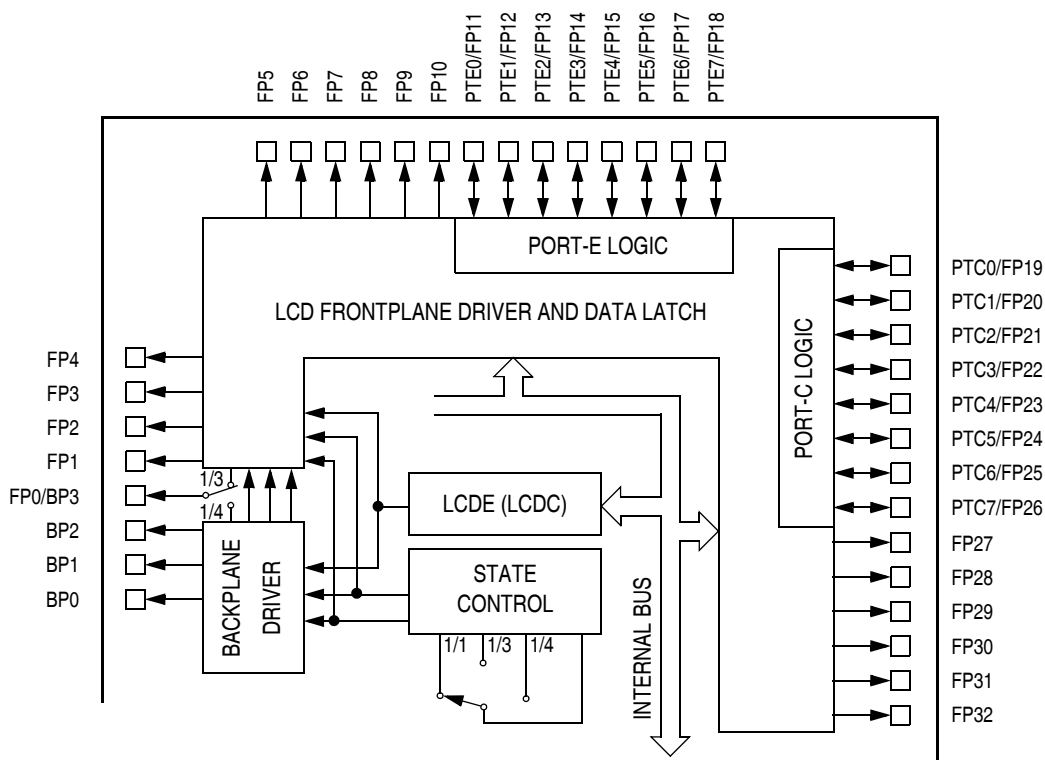 FP5
FP6
FP7
FP8
FP9
FP10
PTE0/FP11
PTE1/FP12
PTE2/FP13
PTE3/FP14
PTE4/FP15
PTE5/FP16
PTE6/FP17
PTE7/FP18
PORT-E LOGIC
LCD FRONTPLANE DRIVER AND DATA LATCH
PORT-C LOGIC
PTC0/FP19
PTC1/FP20
PTC2/FP21
PTC3/FP22
PTC4/FP23
PTC5/FP24
PTC6/FP25
PTC7/FP26
FP27
FP28
FP29
FP30
FP31
FP32
FP4
FP3
FP2
FP1
FP0/BP3
BP2
BP1
BP0
1/3
1/4
BACKPLANE
DRIVER
LCDE (LCDC)
STATE
CONTROL
1/1
1/3
1/4
INTERNAL BUS